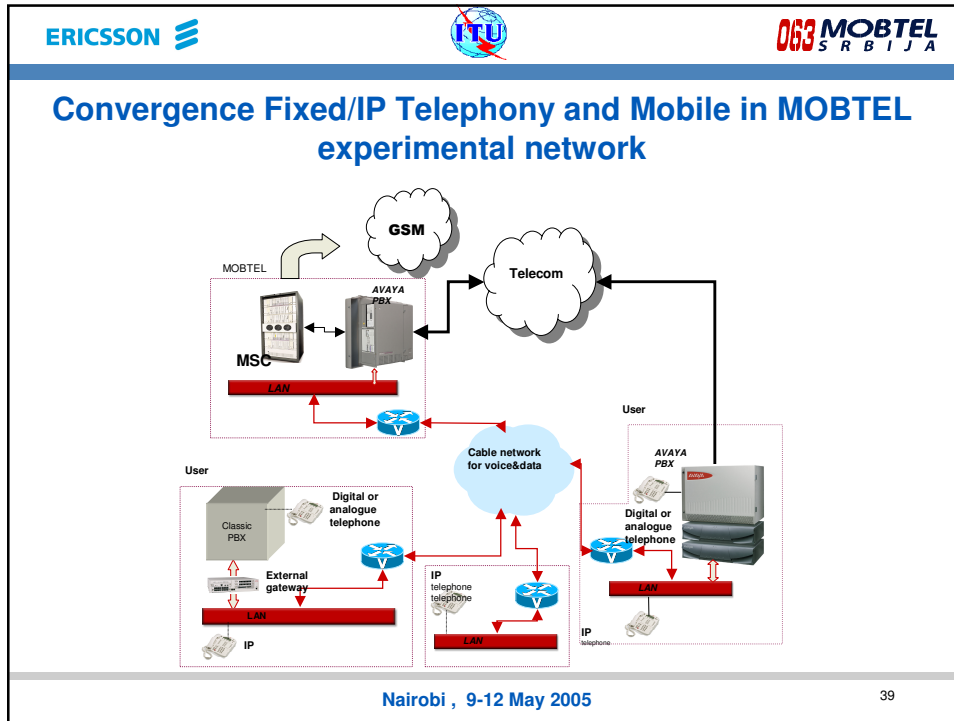 ERICSSON
ITU
063 MOBTEL
SRBIJA
Convergence Fixed/IP Telephony and Mobile in MOBTEL
experimental network
GSM
Telecom
MOBTEL
AVAYA
PBX
MSC
LAN
V
User
Cable network
for voice&data
AVAYA
PBX
AVAYA
Digital or
analogue
telephone
V
LAN
IP
telephone
User
Classic
PBX
Digital or
analogue
telephone
V
External
gateway
LAN
IP
IP
telephone
telephone
V
LAN
Nairobi , 9-12 May 2005
39